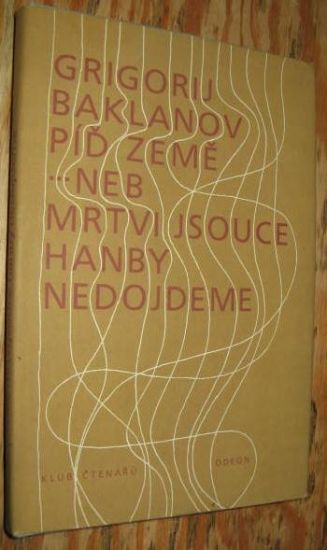 GRIGORIJ
BAKLANOV
PÍĎ ZEMĚ
...NEB
MRTVI JSOUCE
HANBY
NEDOJDEME
KLUB ČTENÁŘŮ ODEON